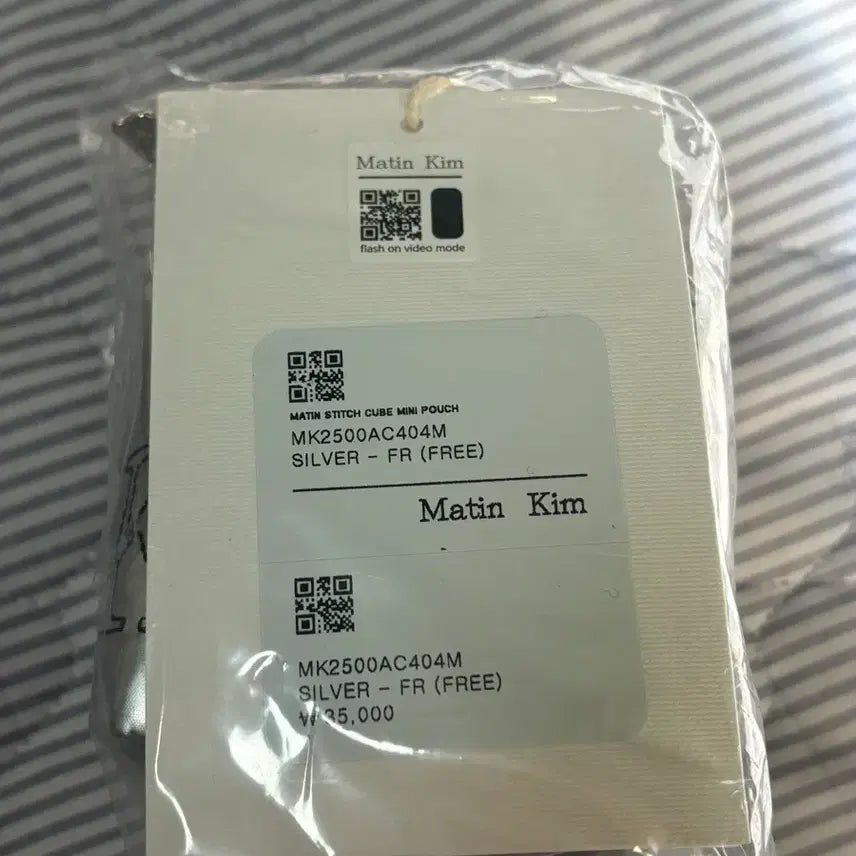 Matin Kim
flash on video mode
MATIN STITCH CUBE MINI POUCH
MK2500AC404M
SILVER - FR (FREE)
Matin Kim
MK2500AC404M
SILVER - FR (FREE)
₩35,000